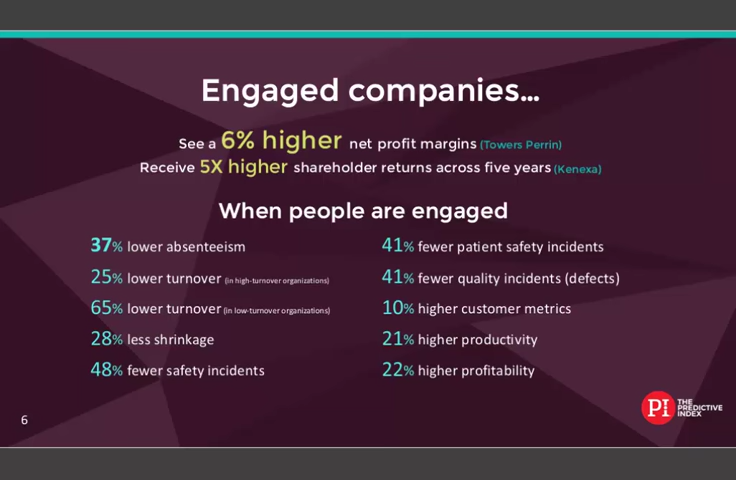 Engaged companies...
See a 6% higher net profit margins (Towers Perrin)
Receive 5X higher shareholder returns across five years (Kenexa)
When people are engaged
37% lower absenteeism
25% lower turnover (in high-turnover organizations)
65% lower turnover (in low-turnover organizations)
28% less shrinkage
48% fewer safety incidents
41% fewer patient safety incidents
41% fewer quality incidents (defects)
10% higher customer metrics
21% higher productivity
22% higher profitability
6
PI
THE
PREDICTIVE
INDEX